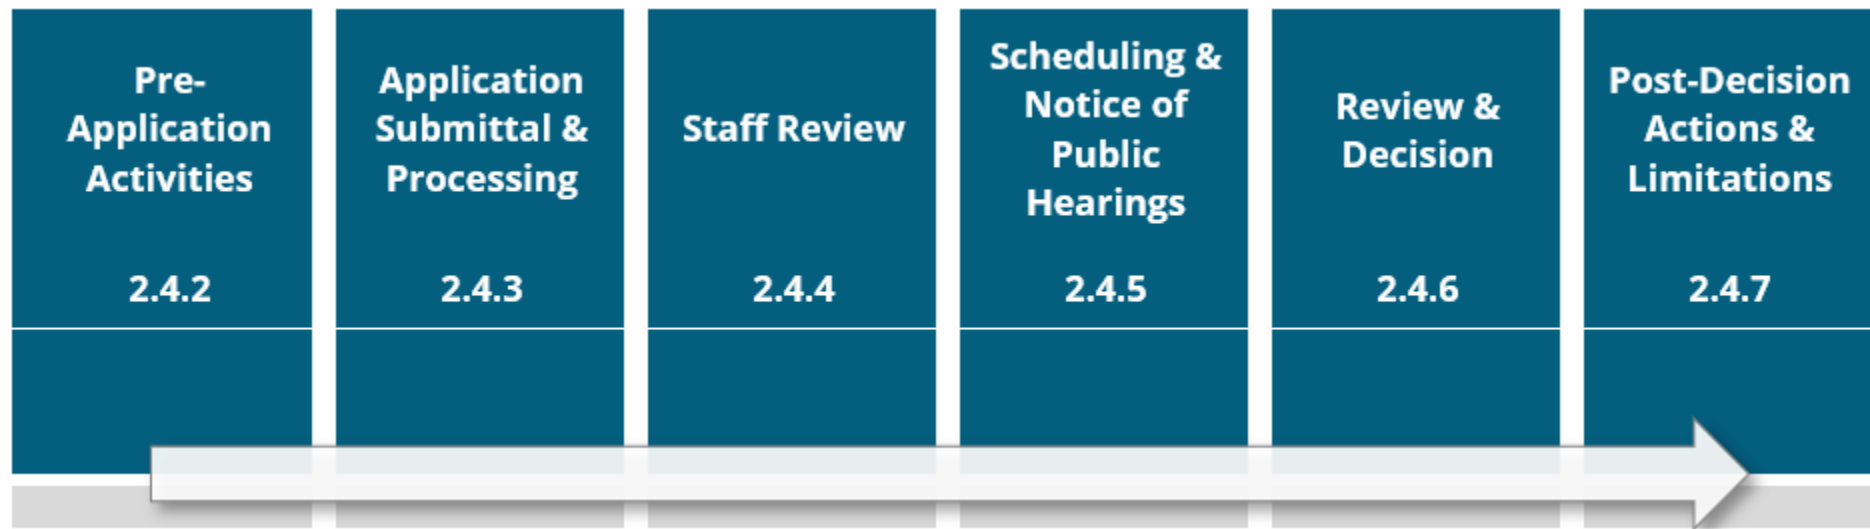 Pre-
Application
Activities
2.4.2
Application
Submittal &
Processing
2.4.3
Staff Review
2.4.4
Scheduling &
Notice of
Public
Hearings
2.4.5
Review &
Decision
2.4.6
Post-Decision
Actions &
Limitations
2.4.7